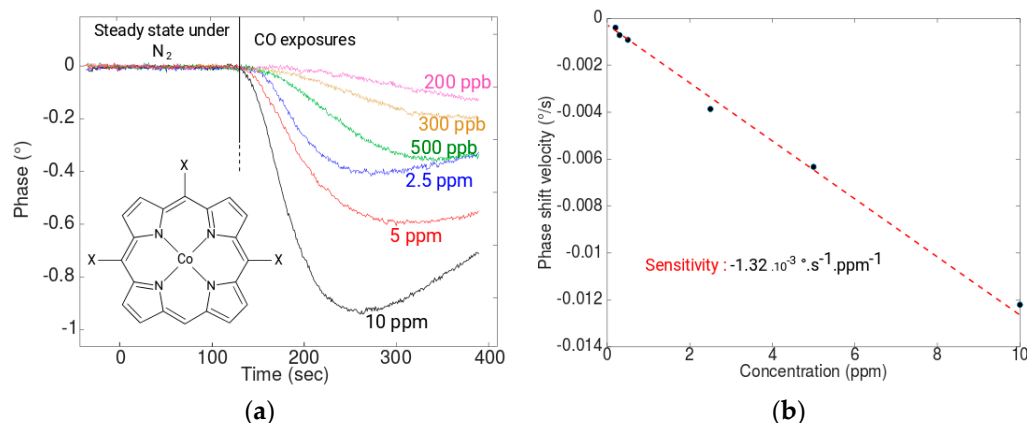 Steady state under
N2
CO exposures
0
-0.2
-0.4
-0.6
-0.8
-1
Phase (°)
200 ppb
300 ppb
500 ppb
2.5 ppm
5 ppm
10 ppm
X
X
X
N
N
Co
N
N
0
100
200
300
400
Time (sec)
(a)
0
-0.002
-0.004
-0.006
-0.008
-0.01
-0.012
-0.014
Phase shift velocity (°/s)
Sensitivity : -1.32 .10-3 °.s-1.ppm-1
0
2
4
6
8
10
Concentration (ppm)
(b)